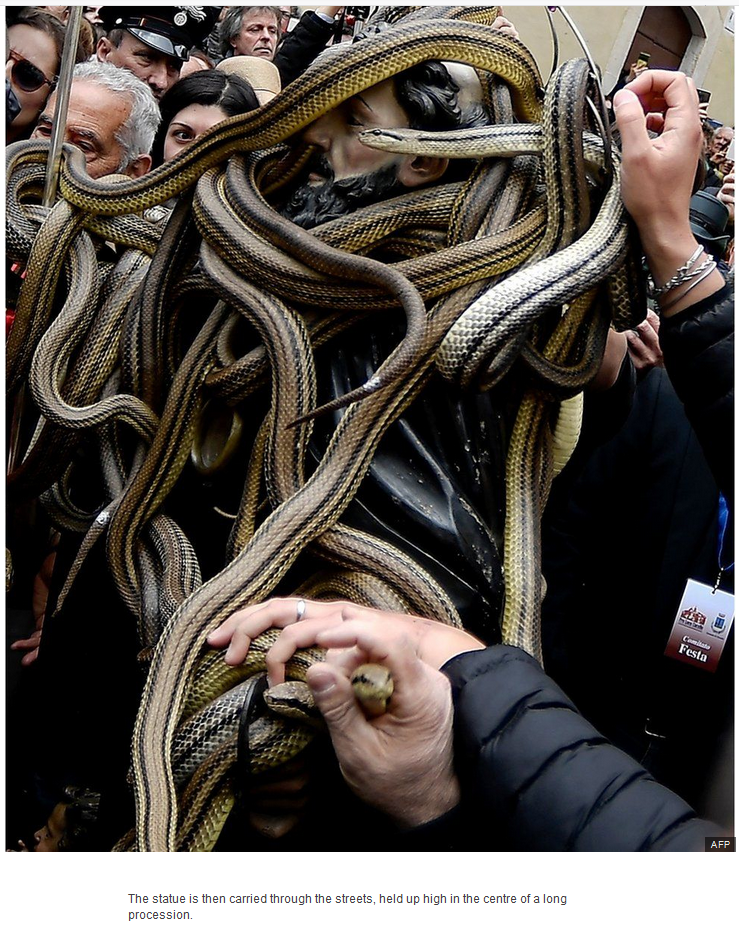 Comitato
Festa
AFP
The statue is then carried through the streets, held up high in the centre of a long
procession.